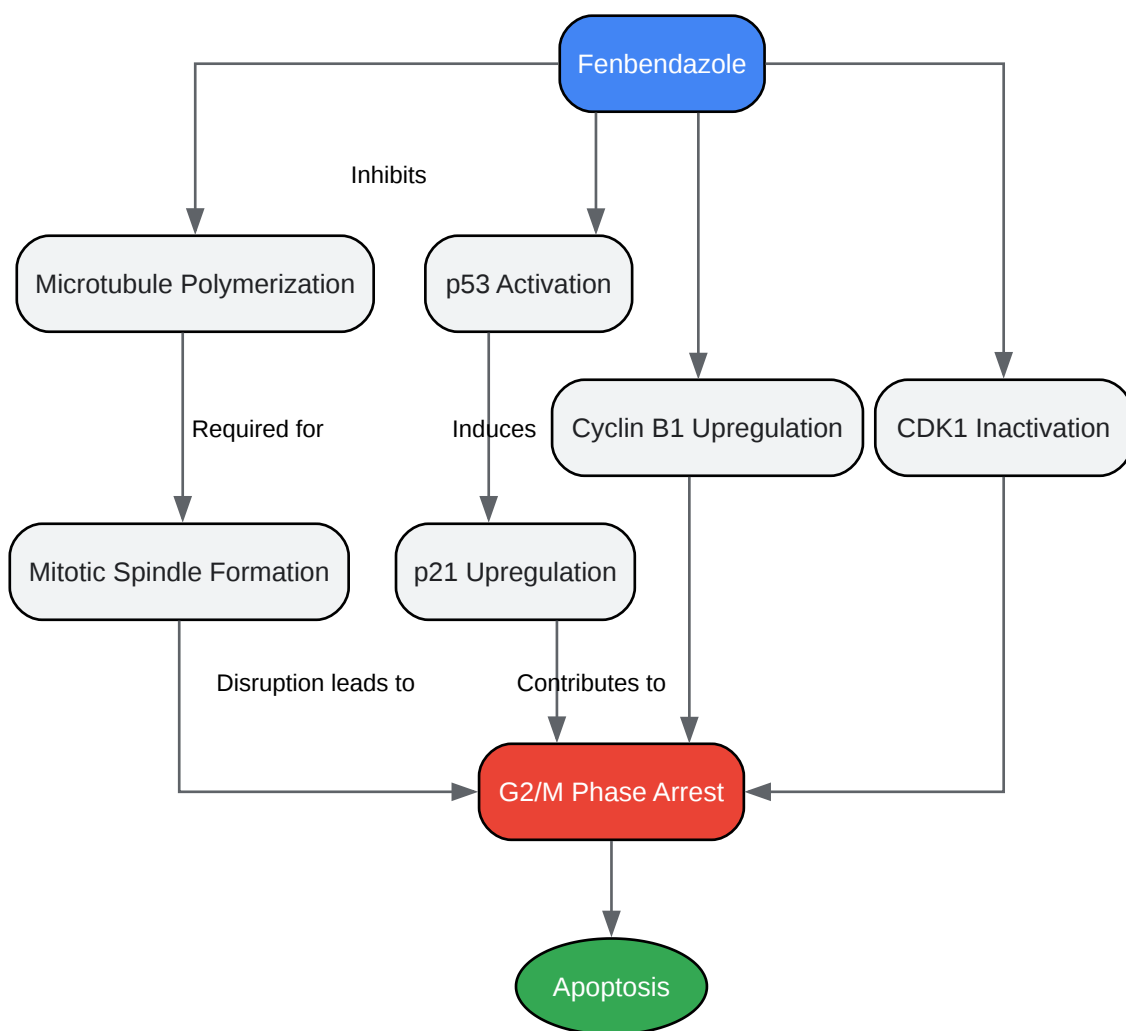 Fenbendazole
Inhibits
Microtubule Polymerization
p53 Activation
Required for
Induces
Cyclin B1 Upregulation
CDK1 Inactivation
Mitotic Spindle Formation
p21 Upregulation
Disruption leads to
Contributes to
G2/M Phase Arrest
Apoptosis